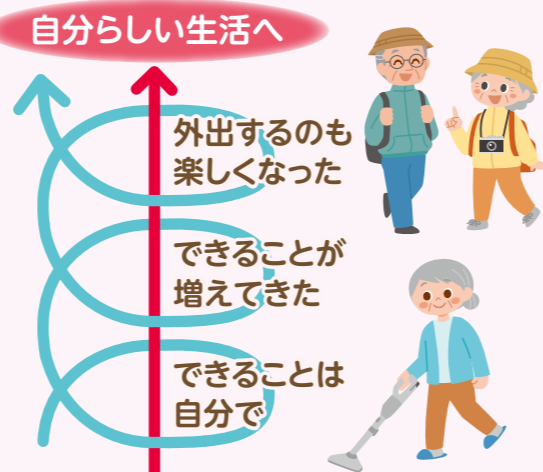 自分らしい生活へ
外出するのも
楽しくなった
できることが
増えてきた
できることは
自分で